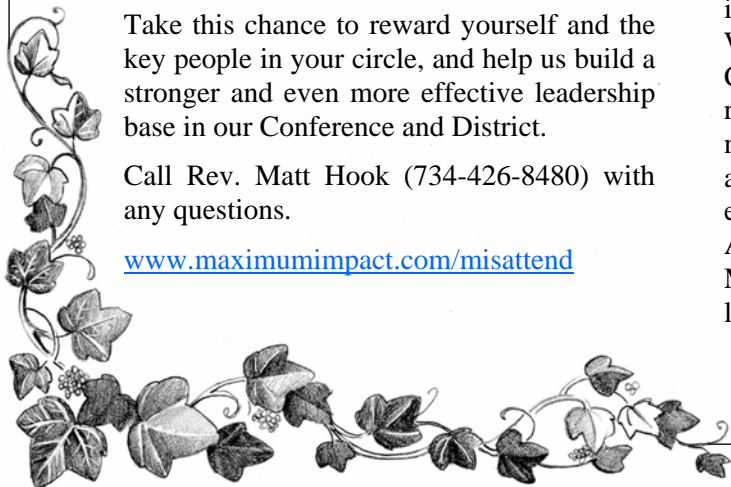 Take this chance to reward yourself and the
key people in your circle, and help us build a
stronger and even more effective leadership
base in our Conference and District.
Call Rev. Matt Hook (734-426-8480) with
any questions.
www.maximumimpact.com/misattend